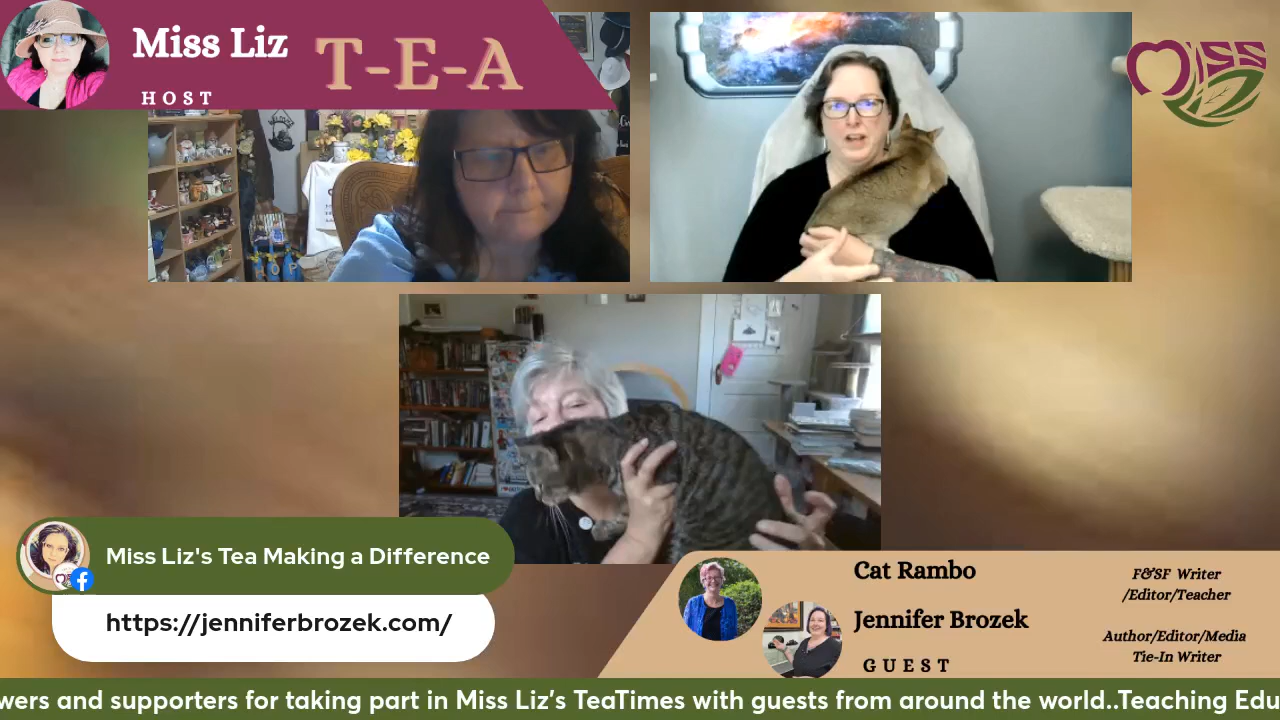 Miss Liz
T-E-A
HOST
MISS
Miss Liz's Tea Making a Difference
https://jenniferbrozek.com/
Cat Rambo
F&SF Writer
/Editor/Teacher
Jennifer Brozek
Author/Editor/Media
Tie-In Writer
GUEST
wers and supporters for taking part in Miss Liz's TeaTimes with guests from around the world..Teaching Edu